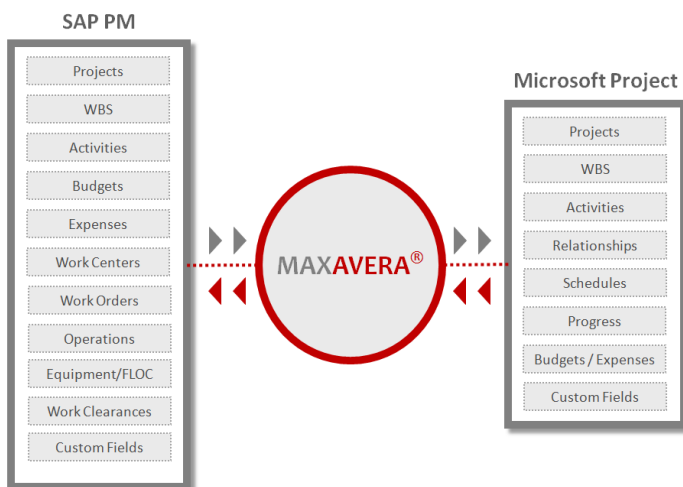 SAP PM
Projects
WBS
Activities
Budgets
Expenses
Work Centers
Work Orders
Operations
Equipment/FLOC
Work Clearances
Custom Fields
MAXAVERA®
Microsoft Project
Projects
WBS
Activities
Relationships
Schedules
Progress
Budgets / Expenses
Custom Fields